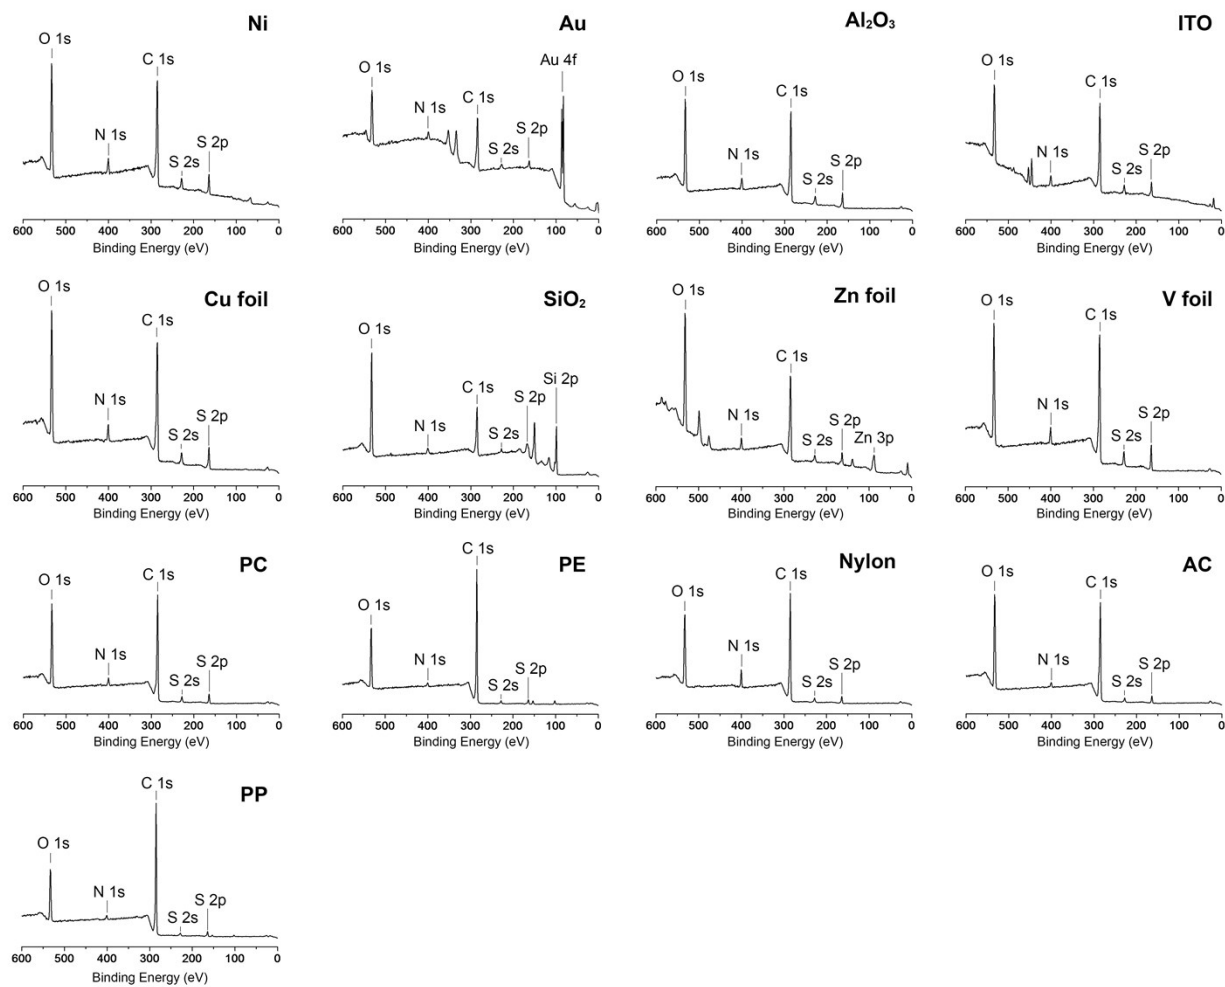 Ni
O 1s
C 1s
N 1s
S 2s
S 2p
600 500 400 300 200 100 0
Binding Energy (eV)
Au
O 1s
N 1s
C 1s
S 2s
S 2p
Au 4f
600 500 400 300 200 100 0
Binding Energy (eV)
Al₂O₃
O 1s
N 1s
C 1s
S 2s
S 2p
600 500 400 300 200 100 0
Binding Energy (eV)
ITO
O 1s
N 1s
C 1s
S 2s
S 2p
600 500 400 300 200 100 0
Binding Energy (eV)
Cu foil
O 1s
N 1s
C 1s
S 2s
S 2p
600 500 400 300 200 100 0
Binding Energy (eV)
SiO₂
O 1s
N 1s
C 1s
S 2s
S 2p
Si 2p
600 500 400 300 200 100 0
Binding Energy (eV)
Zn foil
O 1s
N 1s
C 1s
S 2s
S 2p
Zn 3p
600 500 400 300 200 100 0
Binding Energy (eV)
V foil
O 1s
N 1s
C 1s
S 2s
S 2p
600 500 400 300 200 100 0
Binding Energy (eV)
PC
O 1s
N 1s
C 1s
S 2s
S 2p
600 500 400 300 200 100 0
Binding Energy (eV)
PE
O 1s
N 1s
C 1s
S 2s
S 2p
600 500 400 300 200 100 0
Binding Energy (eV)
Nylon
O 1s
N 1s
C 1s
S 2s
S 2p
600 500 400 300 200 100 0
Binding Energy (eV)
AC
O 1s
N 1s
C 1s
S 2s
S 2p
600 500 400 300 200 100 0
Binding Energy (eV)
PP
O 1s
N 1s
C 1s
S 2s
S 2p
600 500 400 300 200 100 0
Binding Energy (eV)